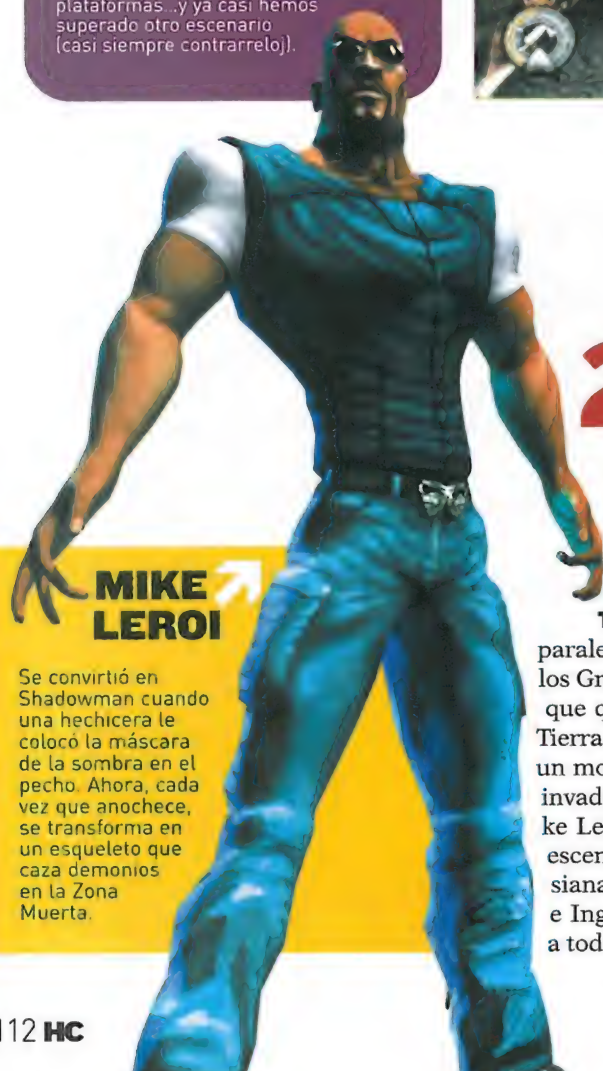 plataformas...y ya casi hemos
superado otro escenario
(casi siempre contrarreloj).
2
MIKE
LEROI
Se convirtió en
Shadowman cuando
una hechicera le
colocó la máscara
de la sombra en el
pecho. Ahora, cada
vez que anochece,
se transforma en
un esqueleto que
caza demonios
en la Zona
Muerta.
T
parale
los Gr
que q
Tierra
un mo
invad
ke Le
escen
siana
e Ing
a tod
112 HC